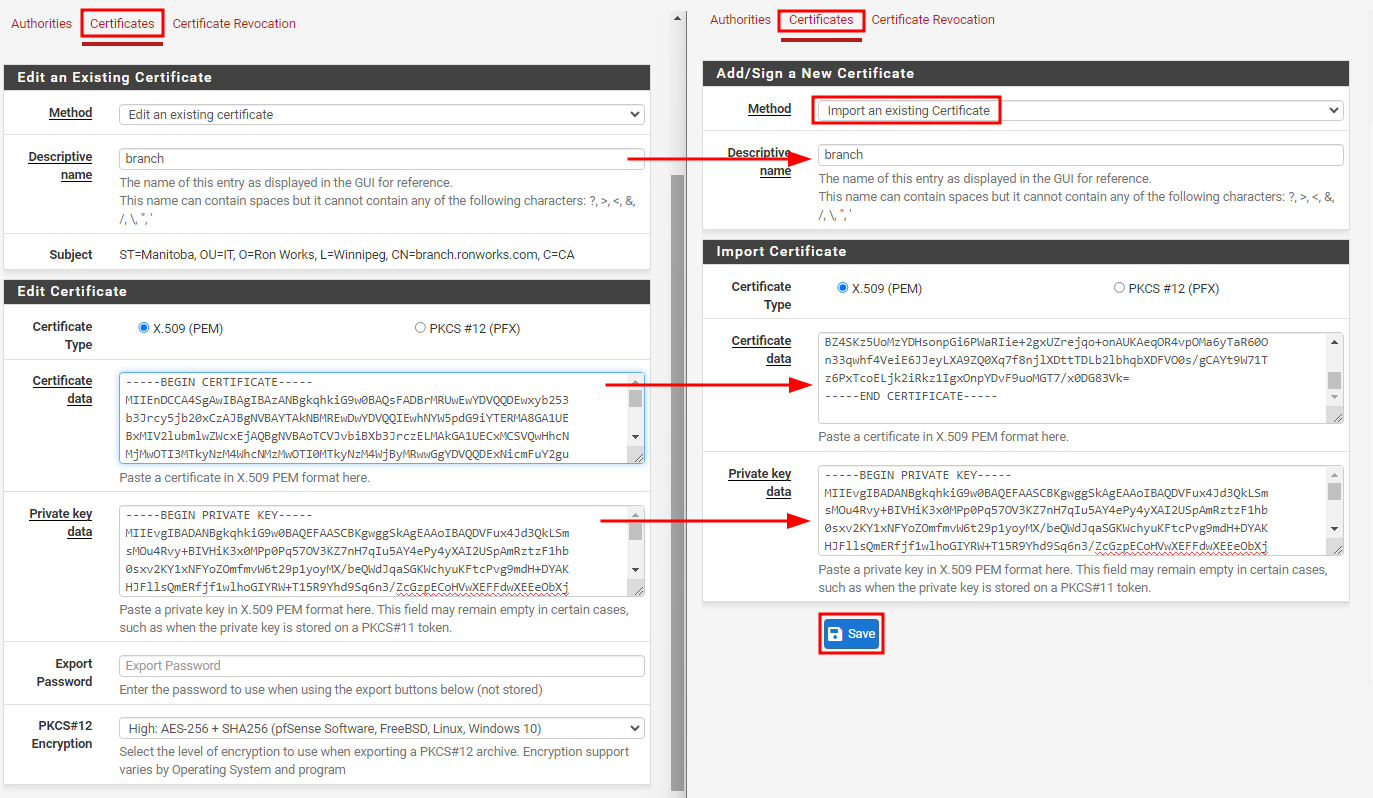 Authorities Certificates Certificate Revocation
Edit an Existing Certificate
Method
Edit an existing certificate
Descriptive
name
branch
The name of this entry as displayed in the GUI for reference.
This name can contain spaces but it cannot contain any of the following characters: ?, >, <, &,
/, \, ", '
Subject
ST=Manitoba, OU=IT, O=Ron Works, L=Winnipeg, CN=branch.ronworks.com, C=CA
Edit Certificate
Certificate
Type
X.509 (PEM) PKCS #12 (PFX)
Certificate
data
-----BEGIN CERTIFICATE-----
MIIEnDCCA4SgAwIBAgIBAzANBgkqhkiG9w0BAQsFADBrMRUwEwYDVQQDEwxyb253
b3Jrcy5jb20xCzAJBgNVBAYTAkNBMREwDwYDVQQIEwhNYW5pdG9iYTERMA8GA1UE
BxMIV2lubmlwZWcxEjAQBgNVBAoTCVJvbiBXb3JrczELMAkGA1UECxMCSVQwHhcN
MjMwOTI3MTkyNzM4WhcNMzMwOTI0MTkyNzM4WjByMRwwGgYDVQQDExNicmFuY2gu
Paste a certificate in X.509 PEM format here.
Private key
data
-----BEGIN PRIVATE KEY-----
MIIEvgIBADANBgkqhkiG9w0BAQEFAASCBKgwggSkAgEAAoIBAQDVFux4Jd3QkLSm
sMOu4Rvy+BIVHiK3x0MPp0Pq57OV3KZ7nH7qIu5AY4ePy4yXAI2USpAmRztzF1hb
0sxv2KY1xNFYoZOmfmvW6t29p1yoyMX/beQWdJqaSGKWchyuKFtcPvg9mdH+DYAK
HJFllsQmERfjf1wlhoGIYRW+T15R9Yhd9Sq6n3/ZcGzpECoHVwXEFFdwXEEeObXj
Paste a private key in X.509 PEM format here. This field may remain empty in certain cases,
such as when the private key is stored on a PKCS#11 token.
Export
Password
Export Password
Enter the password to use when using the export buttons below (not stored)
PKCS#12
Encryption
High: AES-256 + SHA256 (pfSense Software, FreeBSD, Linux, Windows 10)
Select the level of encryption to use when exporting a PKCS#12 archive. Encryption support
varies by Operating System and program
Authorities Certificates Certificate Revocation
Add/Sign a New Certificate
Method
Import an existing Certificate
Descriptive
name
branch
The name of this entry as displayed in the GUI for reference.
This name can contain spaces but it cannot contain any of the following characters: ?, >, <, &,
/, \, ", '
Import Certificate
Certificate
Type
X.509 (PEM) PKCS #12 (PFX)
Certificate
data
BZ4SKz5UoMzYDHsonpGi6PWaRIie+2gxUZrejqo+onAUKAeqOR4vpOMa6yTaR60O
n33qwhf4VeiE6JJeyLXA9ZQ0Xq7f8njlXDttTDLb2lbhqbXDFVO0s/gCAYt9W71T
z6PxTcoELjk2iRkz1IgxOnpYDvF9uoMGT7/x0DG83Vk=
-----END CERTIFICATE-----
Paste a certificate in X.509 PEM format here.
Private key
data
-----BEGIN PRIVATE KEY-----
MIIEvgIBADANBgkqhkiG9w0BAQEFAASCBKgwggSkAgEAAoIBAQDVFux4Jd3QkLSm
sMOu4Rvy+BIVHiK3x0MPp0Pq57OV3KZ7nH7qIu5AY4ePy4yXAI2USpAmRztzF1hb
0sxv2KY1xNFYoZOmfmvW6t29p1yoyMX/beQWdJqaSGKWchyuKFtcPvg9mdH+DYAK
HJFllsQmERfjf1wlhoGIYRW+T15R9Yhd9Sq6n3/ZcGzpECoHVwXEFFdwXEEeObXj
Paste a private key in X.509 PEM format here. This field may remain empty in certain cases,
such as when the private key is stored on a PKCS#11 token.
Save